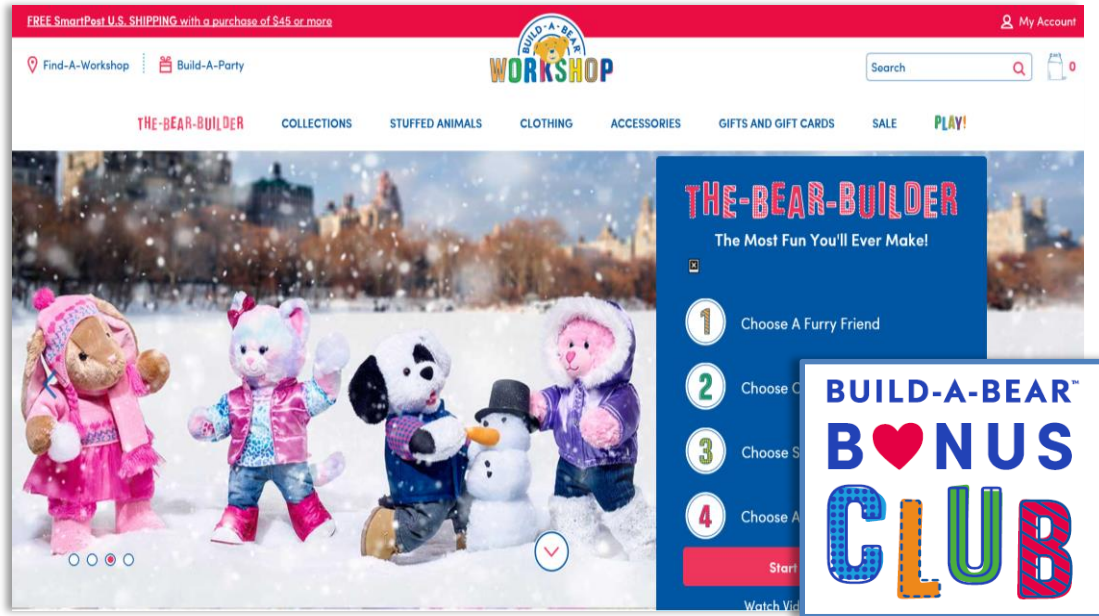 FREE SmartPost U.S. SHIPPING with a purchase of $45 or more
My Account
BUILD-A-BEAR
WORKSHOP
Find-A-Workshop
Build-A-Party
Search
0
THE-BEAR-BUILDER
COLLECTIONS
STUFFED ANIMALS
CLOTHING
ACCESSORIES
GIFTS AND GIFT CARDS
SALE
PLAY!
THE-BEAR-BUILDER
The Most Fun You'll Ever Make!
1 Choose A Furry Friend
2 Choose
3 Choose
4 Choose
Start
Watch
BUILD-A-BEAR™
BONUS
CLUB